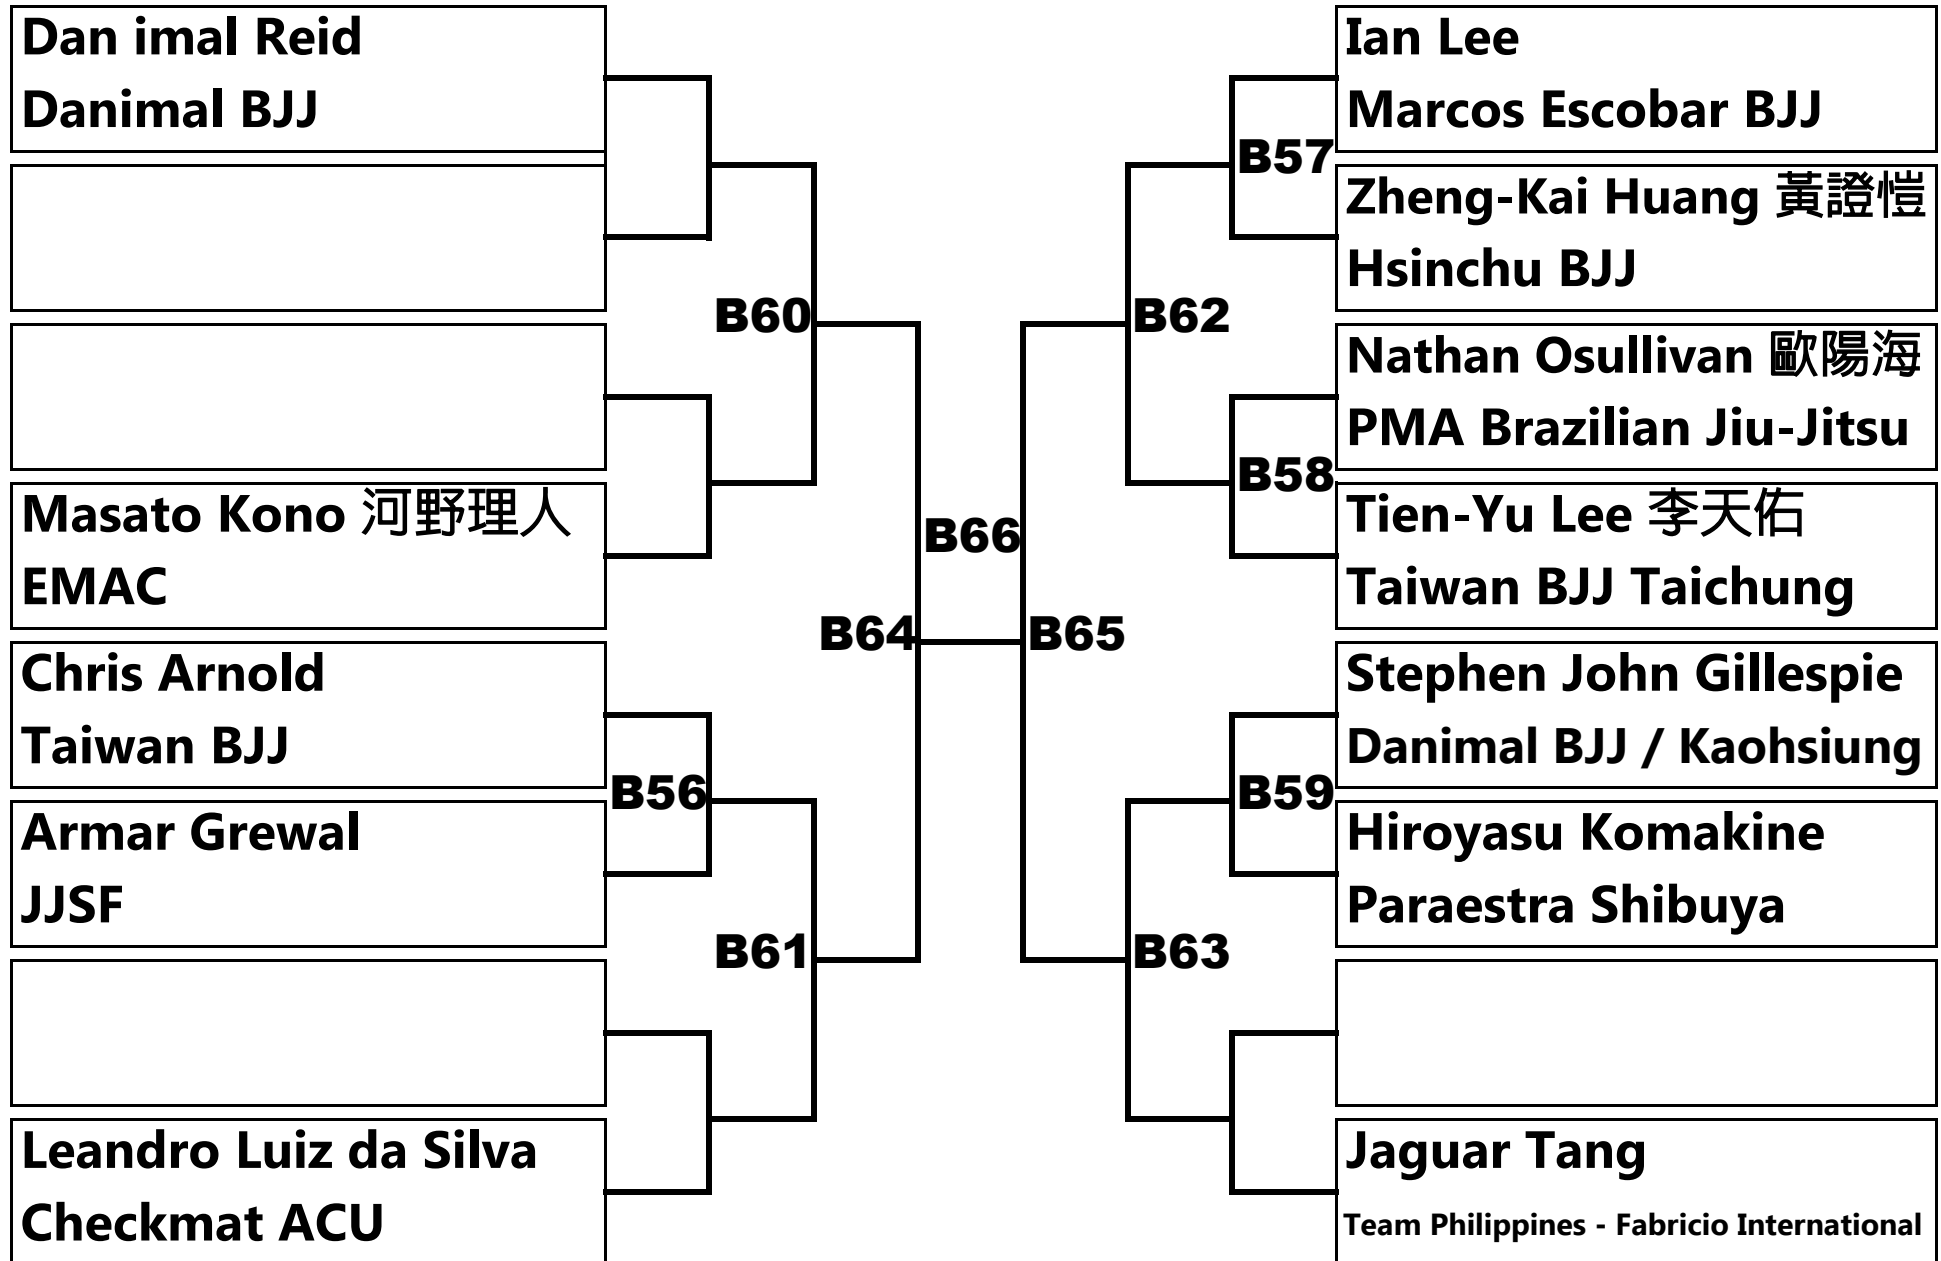 Dan imal Reid
Danimal BJJ
Masato Kono 河野理人
EMAC
Chris Arnold
Taiwan BJJ
Armar Grewal
JJSF
Leandro Luiz da Silva
Checkmat ACU
B60
B56
B61
B64
B66
B65
B62
B63
B57
B58
B59
Ian Lee
Marcos Escobar BJJ
Zheng-Kai Huang 黃證愷
Hsinchu BJJ
Nathan Osullivan 歐陽海
PMA Brazilian Jiu-Jitsu
Tien-Yu Lee 李天佑
Taiwan BJJ Taichung
Stephen John Gillespie
Danimal BJJ / Kaohsiung
Hiroyasu Komakine
Paraestra Shibuya
Jaguar Tang
Team Philippines - Fabricio International